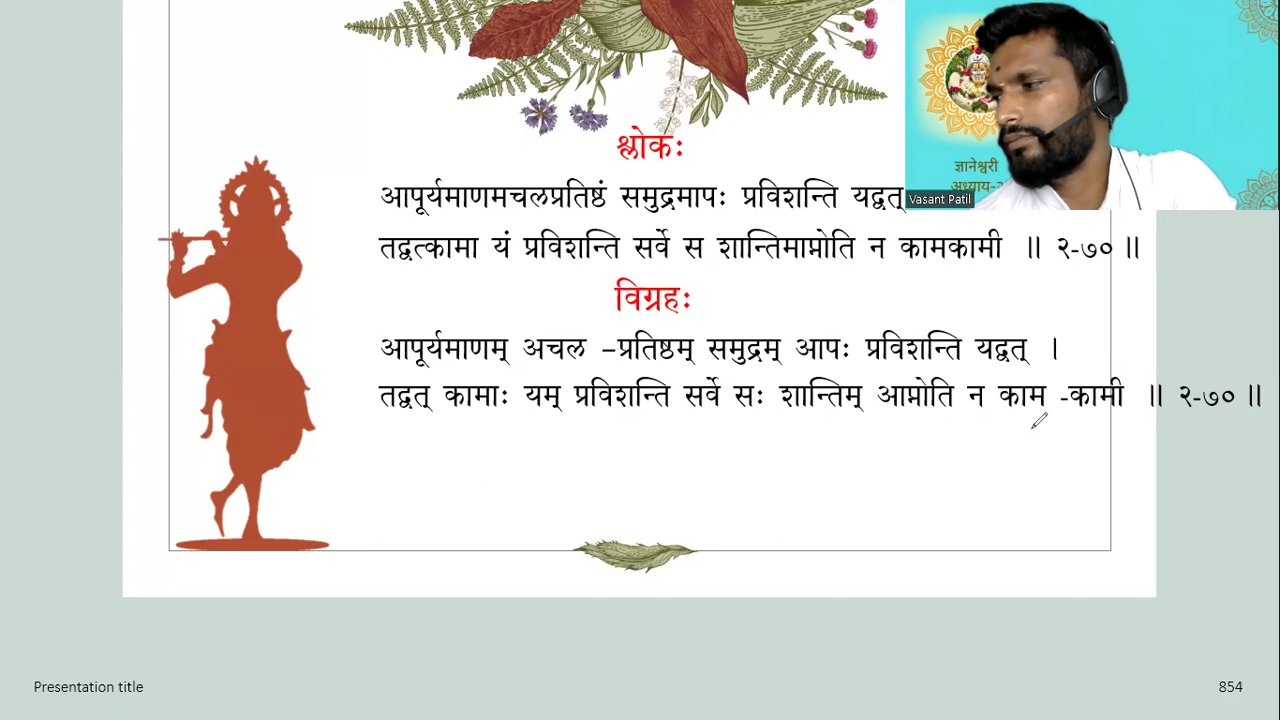 श्लोकः
आपूर्यमाणमचलप्रतिष्ठं समुद्रमापः प्रविशान्ति यद्वत्
तद्वत्कामा यं प्रविशन्ति सर्वे स शान्तिमाप्नोति न कामकामी ॥ २-७० ॥
विग्रहः
आपूर्यमाणम् अचल –प्रतिष्ठम् समुद्रम् आपः प्रविशन्ति यद्वत् ।
तद्वत् कामाः यम् प्रविशन्ति सर्वे सः शान्तिम् आप्नोति न काम -कामी ॥ २-७० ॥
ज्ञानेश्वरी
Vasant Patil
Presentation title
854